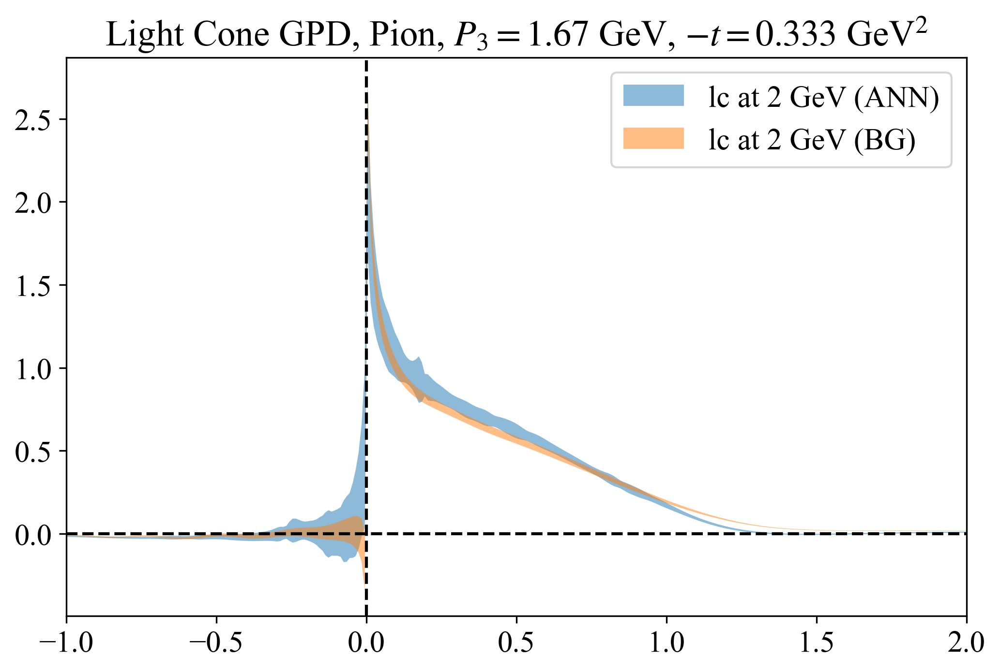 Light Cone GPD, Pion, P₃ = 1.67 GeV, −t = 0.333 GeV²
lc at 2 GeV (ANN)
lc at 2 GeV (BG)
2.5
2.0
1.5
1.0
0.5
0.0
−1.0 −0.5 0.0 0.5 1.0 1.5 2.0